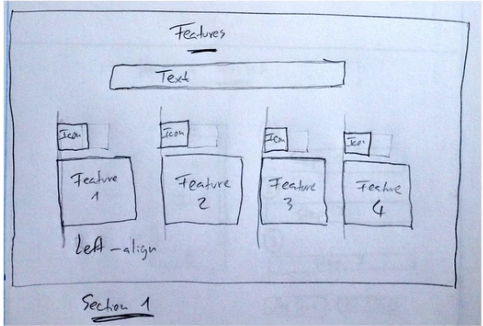 Features
Text
Icon Icon Icon Icon
Feature Feature Feature Feature
1 2 3 4
Left-align
Section 1